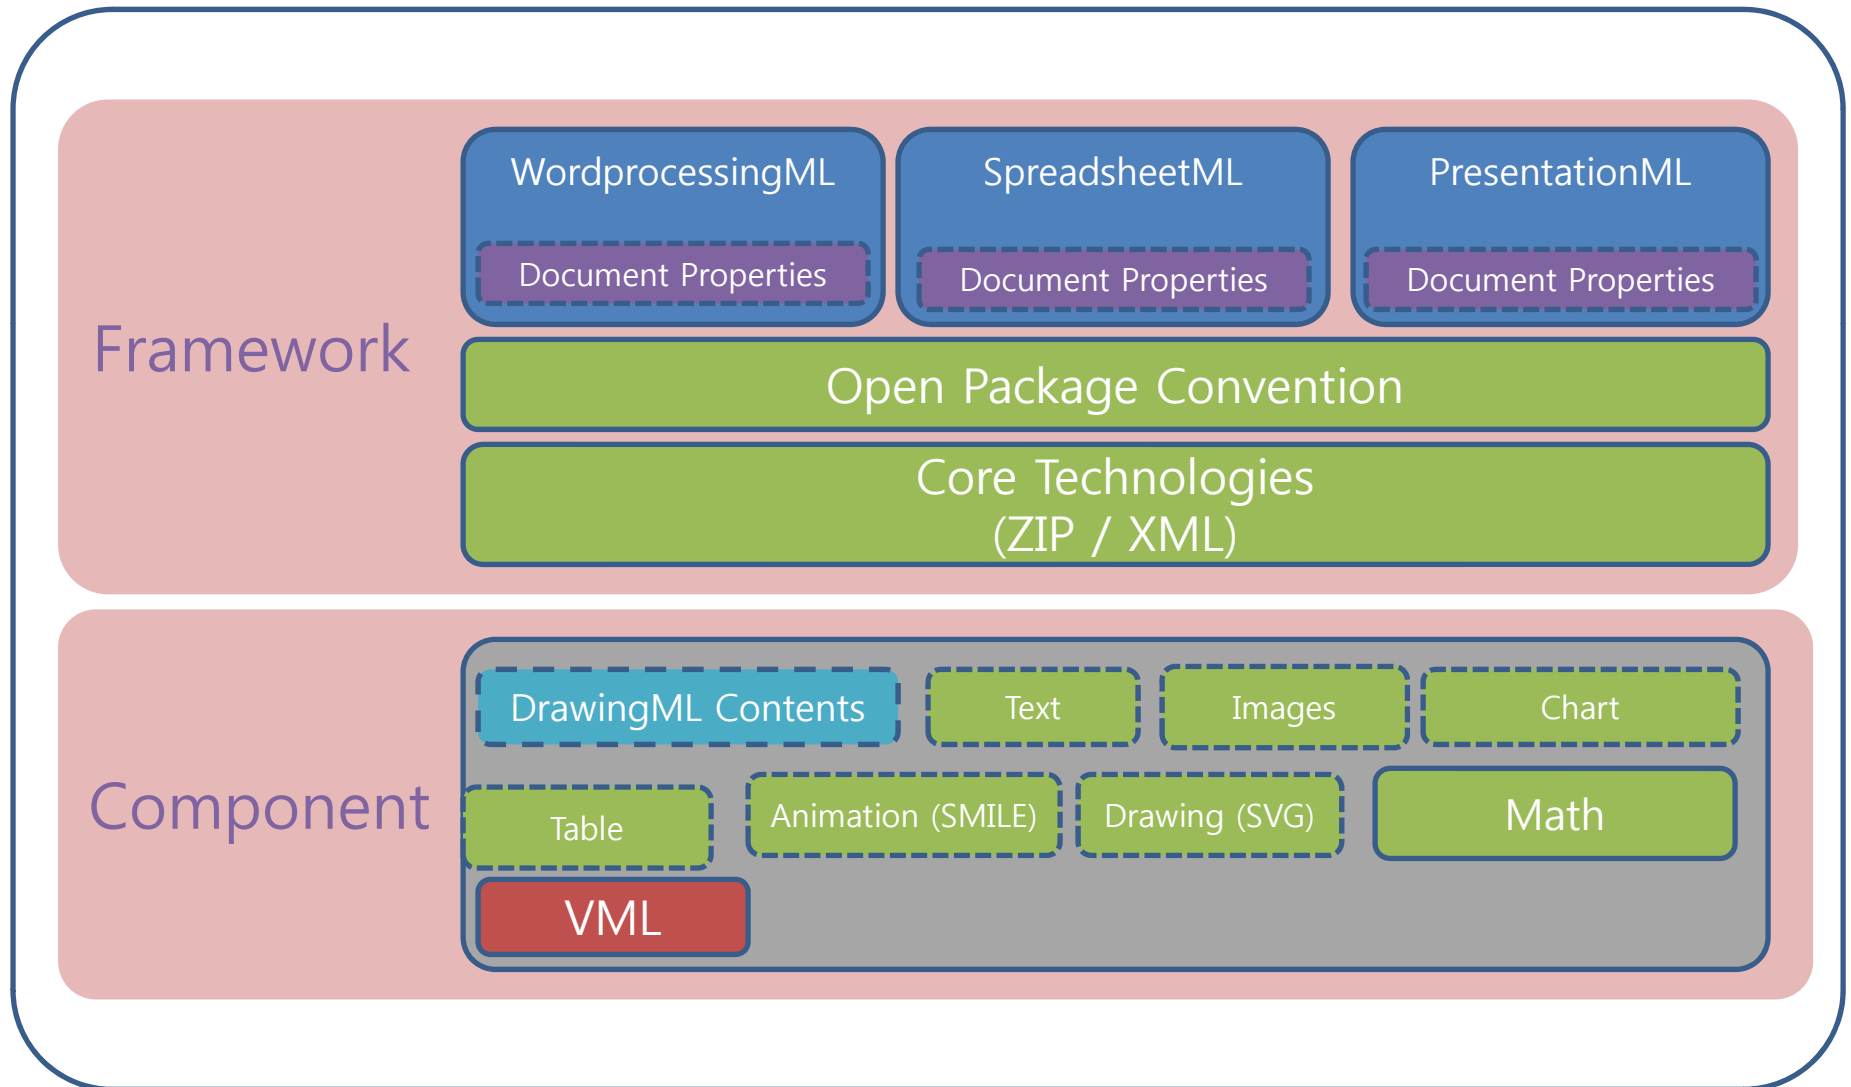 WordprocessingML
SpreadsheetML
PresentationML
Document Properties
Document Properties
Document Properties
Framework
Open Package Convention
Core Technologies
(ZIP / XML)
DrawingML Contents
Text
Images
Chart
Component
Table
Animation (SMILE)
Drawing (SVG)
Math
VML